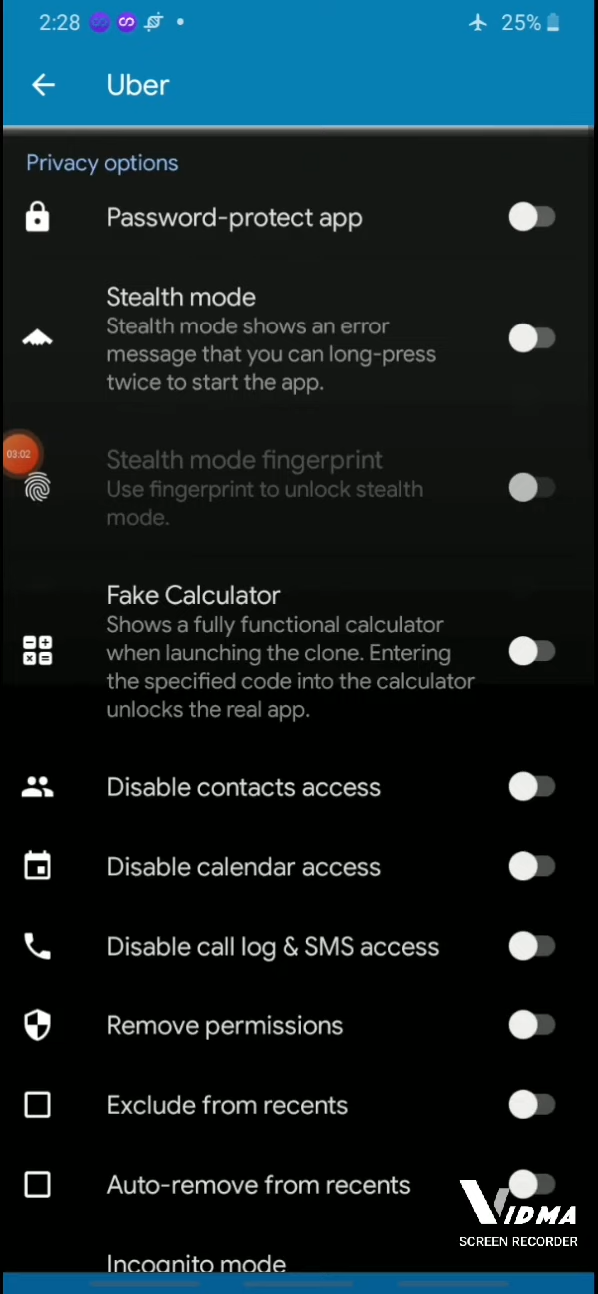 2:28
25%
Uber
Privacy options
Password-protect app
Stealth mode
Stealth mode shows an error
message that you can long-press
twice to start the app.
03:02
Stealth mode fingerprint
Use fingerprint to unlock stealth
mode.
Fake Calculator
Shows a fully functional calculator
when launching the clone. Entering
the specified code into the calculator
unlocks the real app.
Disable contacts access
Disable calendar access
Disable call log & SMS access
Remove permissions
Exclude from recents
Auto-remove from recents
VIDMA
SCREEN RECORDER
Incognito mode